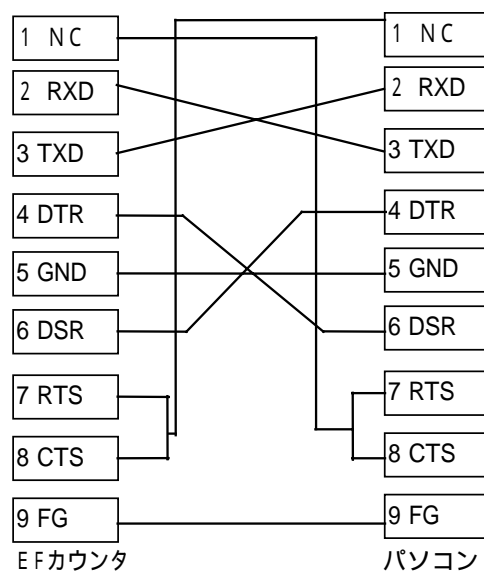 1 NC
2 RXD
3 TXD
4 DTR
5 GND
6 DSR
7 RTS
8 CTS
9 FG
EFカウンタ
1 NC
2 RXD
3 TXD
4 DTR
5 GND
6 DSR
7 RTS
8 CTS
9 FG
パソコン